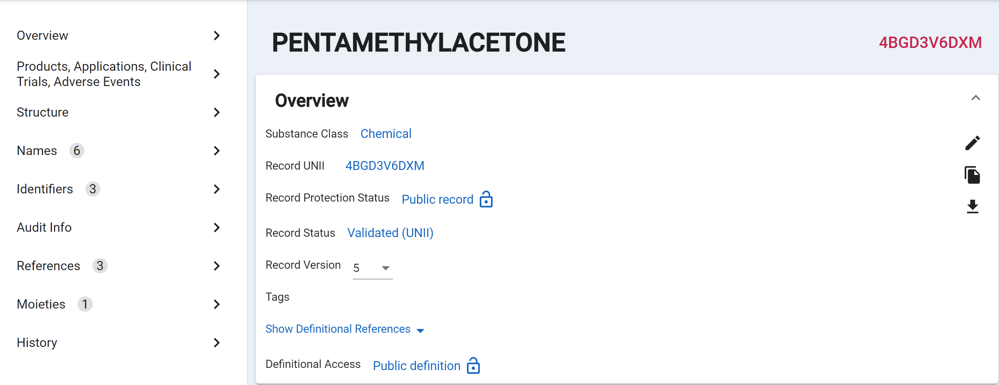 Overview
Products, Applications, Clinical
Trials, Adverse Events
Structure
Names 6
Identifiers 3
Audit Info
References 3
Moieties 1
History
PENTAMETHYLACETONE 4BGD3V6DXM
Overview
Substance Class Chemical
Record UNII 4BGD3V6DXM
Record Protection Status Public record
Record Status Validated (UNII)
Record Version 5
Tags
Show Definitional References
Definitional Access Public definition